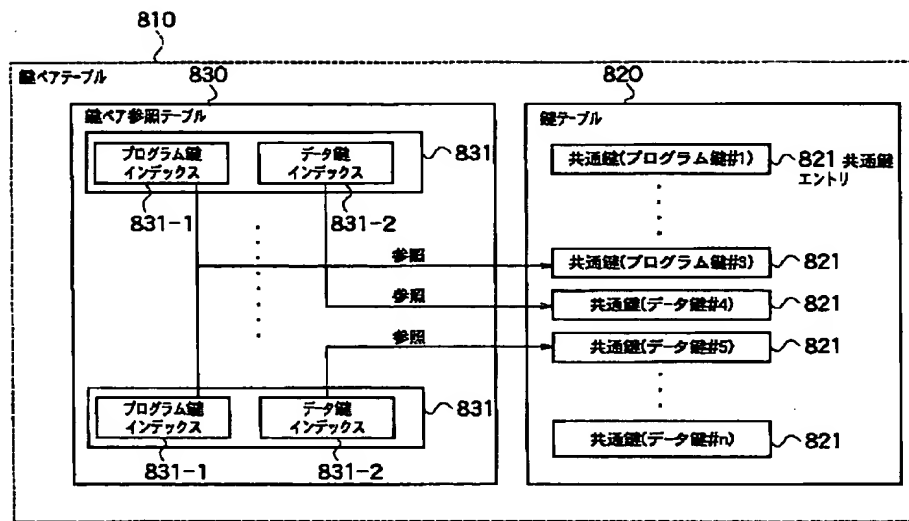 810
鍵ペアテーブル
830
820
鍵ペア参照テーブル
鍵テーブル
プログラム鍵
インデックス
データ鍵
インデックス
831
831-1
831-2
共通鍵(プログラム鍵#1)
821 共通鍵
エントリ
参照
共通鍵(プログラム鍵#3)
821
参照
共通鍵(データ鍵#4)
821
参照
共通鍵(データ鍵#5)
821
プログラム鍵
インデックス
データ鍵
インデックス
831
831-1
831-2
共通鍵(データ鍵#n)
821